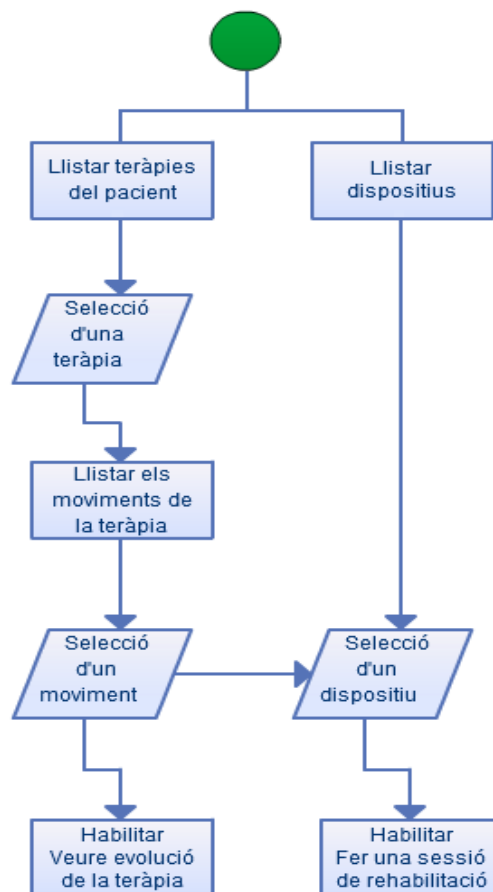 Llistar teràpies
del pacient
Llistar
dispositius
Selecció
d'una
teràpia
Llistar els
moviments de
la teràpia
Selecció
d'un
moviment
Selecció
d'un
dispositiu
Habilitar
Veure evolució
de la teràpia
Habilitar
Fer una sessió
de rehabilitació